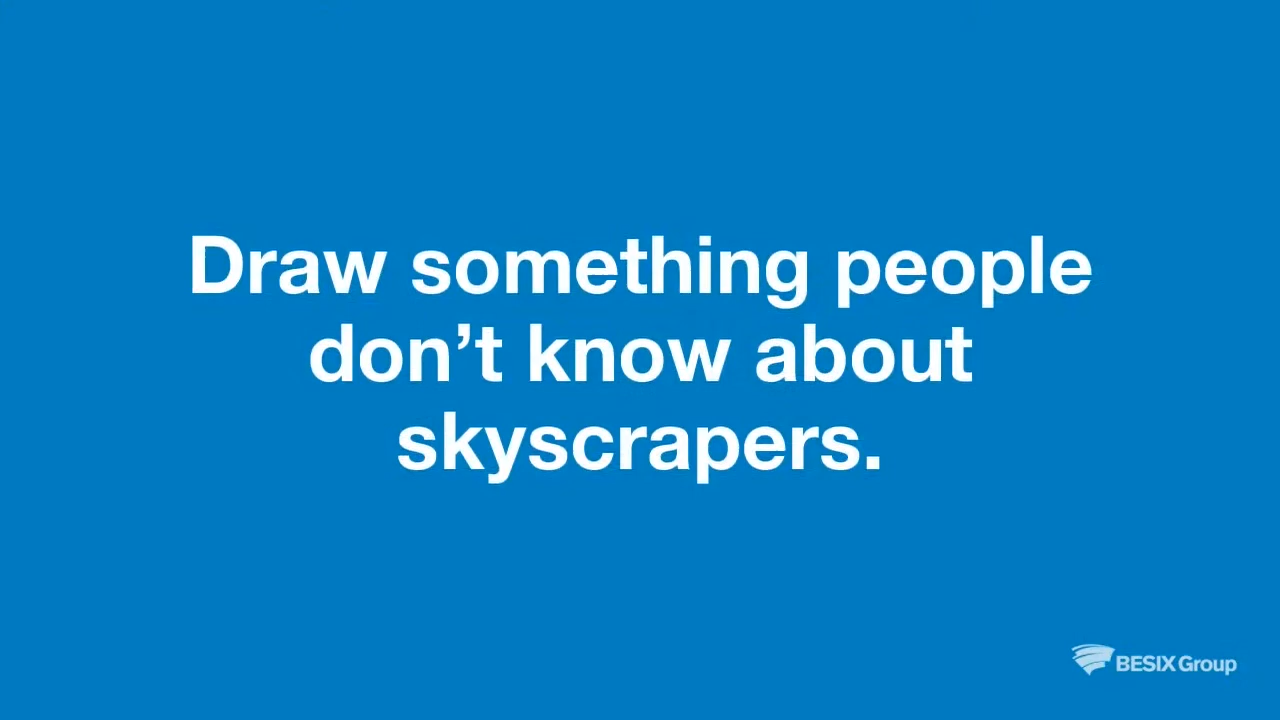 Draw something people
don’t know about
skyscrapers.
BESIX Group